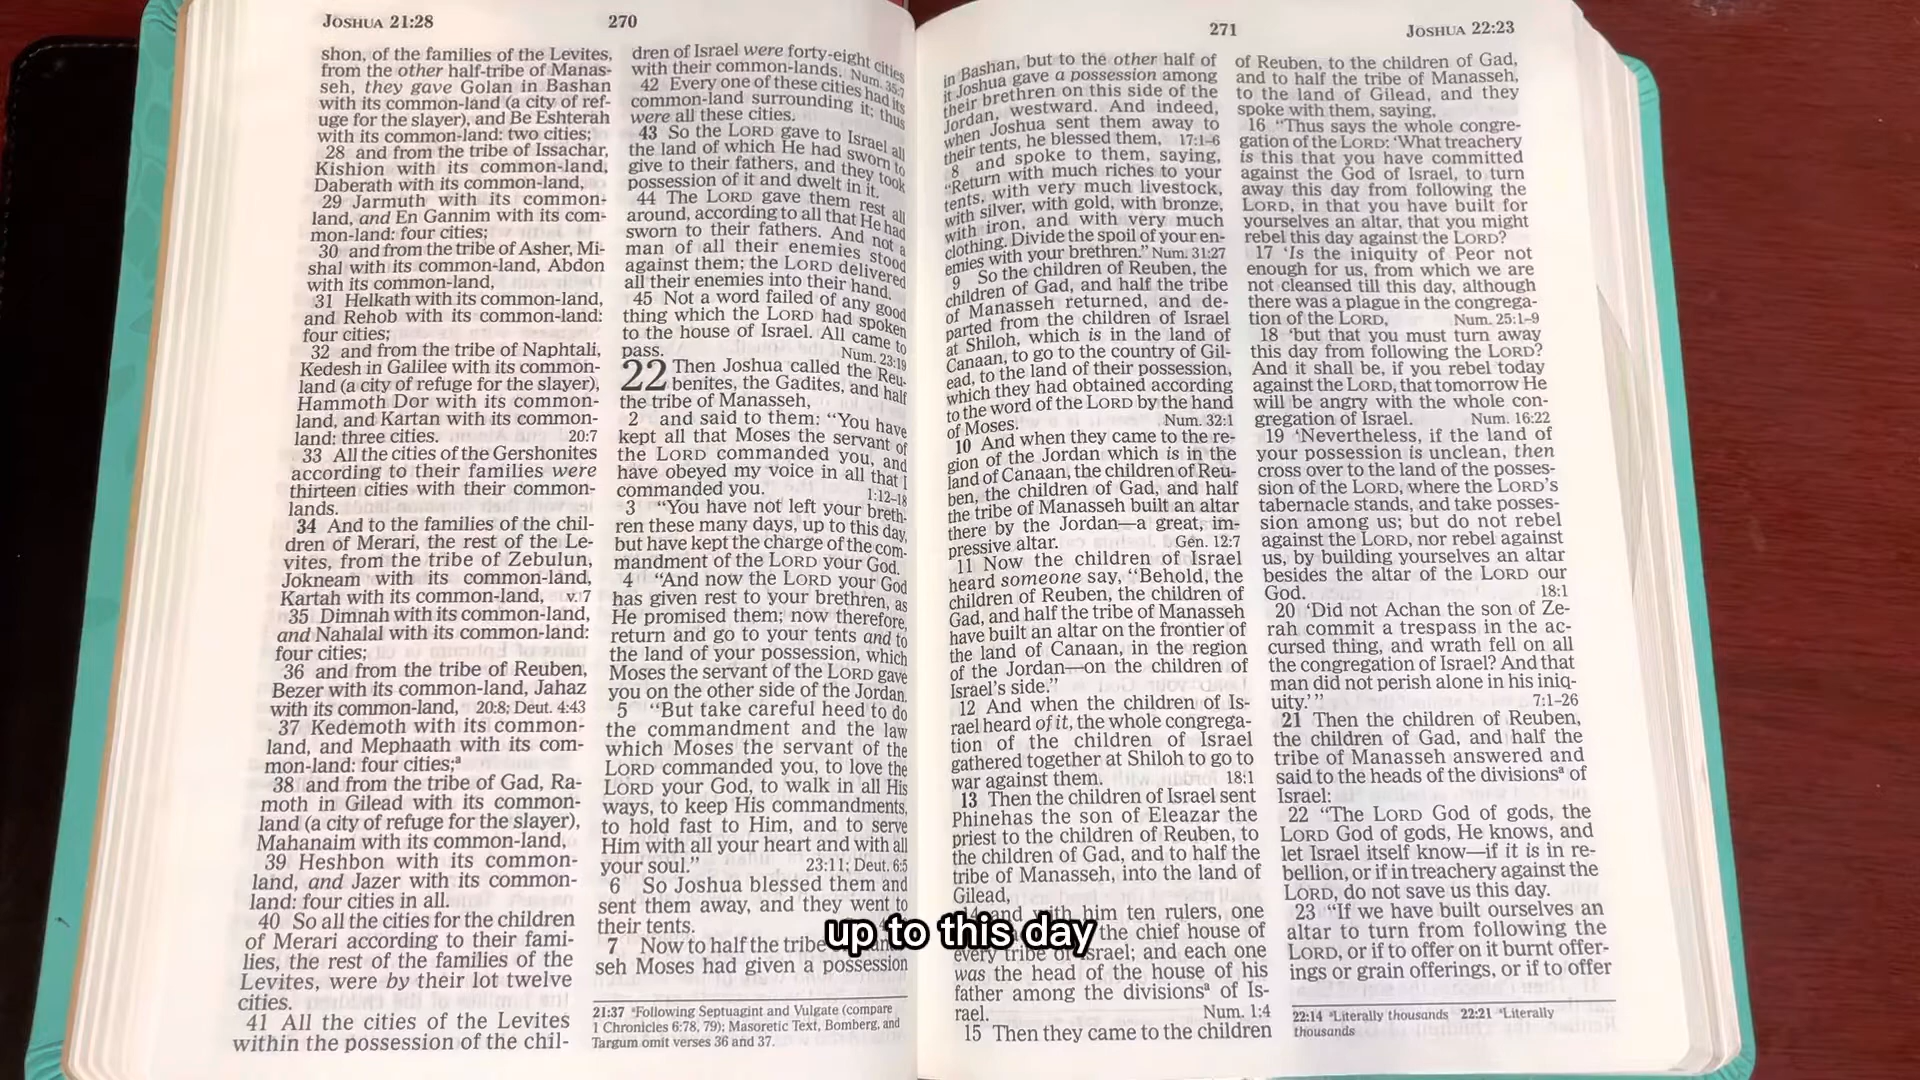 JOSHUA 21:28
270
shon, of the families of the Levites,
from the other half-tribe of Manas-
seh, they gave Golan in Bashan
with its common-land (a city of ref-
uge for the slayer), and Be Eshterah
with its common-land: two cities;
28 and from the tribe of Issachar,
Kishion with its common-land,
Daberath with its common-land,
29 Jarmuth with its common-
land, and En Gannim with its com-
mon-land: four cities;
30 and from the tribe of Asher, Mi-
shal with its common-land, Abdon
with its common-land,
31 Helkath with its common-land,
and Rehob with its common-land:
four cities;
32 and from the tribe of Naphtali,
Kedesh in Galilee with its common-
land (a city of refuge for the slayer),
Hammoth Dor with its common-
land, and Kartan with its common-
land: three cities. 20:7
33 All the cities of the Gershonites
according to their families were
thirteen cities with their common-
lands.
34 And to the families of the chil-
dren of Merari, the rest of the Le-
vites, from the tribe of Zebulun,
Jokneam with its common-land,
Kartah with its common-land, v. 7
35 Dimnah with its common-land,
and Nahalal with its common-land:
four cities;
36 and from the tribe of Reuben,
Bezer with its common-land, Jahaz
with its common-land, 20:8; Deut. 4:43
37 Kedemoth with its common-
land, and Mephaath with its com-
mon-land: four cities;a
38 and from the tribe of Gad, Ra-
moth in Gilead with its common-
land (a city of refuge for the slayer),
Mahanaim with its common-land,
39 Heshbon with its common-
land, and Jazer with its common-
land: four cities in all.
40 So all the cities for the children
of Merari according to their fami-
lies, the rest of the families of the
Levites, were by their lot twelve
cities.
41 All the cities of the Levites
within the possession of the chil-
dren of Israel were forty-eight cities
with their common-lands. Num. 35:7
42 Every one of these cities had its
common-land surrounding it; thus
were all these cities.
43 So the LORD gave to Israel all
the land of which He had sworn to
give to their fathers, and they took
possession of it and dwelt in it.
44 The LORD gave them rest all
around, according to all that He had
sworn to their fathers. And not a
man of all their enemies stood
against them; the LORD delivered
all their enemies into their hand.
45 Not a word failed of any good
thing which the LORD had spoken
to the house of Israel. All came to
pass. Num. 23:19
22 Then Joshua called the Reu-
benites, the Gadites, and half
the tribe of Manasseh,
2 and said to them: “You have
kept all that Moses the servant of
the LORD commanded you, and
have obeyed my voice in all that I
commanded you. 1:12–18
3 “You have not left your breth-
ren these many days, up to this day,
but have kept the charge of the com-
mandment of the LORD your God.
4 “And now the LORD your God
has given rest to your brethren, as
He promised them; now therefore,
return and go to your tents and to
the land of your possession, which
Moses the servant of the LORD gave
you on the other side of the Jordan.
5 “But take careful heed to do
the commandment and the law
which Moses the servant of the
LORD commanded you, to love the
LORD your God, to walk in all His
ways, to keep His commandments,
to hold fast to Him, and to serve
Him with all your heart and with all
your soul.” 23:11; Deut. 6:5
6 So Joshua blessed them and
sent them away, and they went to
their tents.
7 Now to half the tribe
seh Moses had given a possession
21:37 aFollowing Septuagint and Vulgate (compare
1 Chronicles 6:78, 79); Masoretic Text, Bomberg, and
Targum omit verses 36 and 37.
271
JOSHUA 22:23
in Bashan, but to the other half of
it Joshua gave a possession among
their brethren on this side of the
Jordan, westward. And indeed,
when Joshua sent them away to
their tents, he blessed them, 17:1–6
8 and spoke to them, saying,
“Return with much riches to your
tents, with very much livestock,
with silver, with gold, with bronze,
with iron, and with very much
clothing. Divide the spoil of your en-
emies with your brethren.” Num. 31:27
9 So the children of Reuben, the
children of Gad, and half the tribe
of Manasseh returned, and de-
parted from the children of Israel
at Shiloh, which is in the land of
Canaan, to go to the country of Gil-
ead, to the land of their possession,
which they had obtained according
to the word of the LORD by the hand
of Moses. Num. 32:1
10 And when they came to the re-
gion of the Jordan which is in the
land of Canaan, the children of Reu-
ben, the children of Gad, and half
the tribe of Manasseh built an altar
there by the Jordan—a great, im-
pressive altar. Gen. 12:7
11 Now the children of Israel
heard someone say, “Behold, the
children of Reuben, the children of
Gad, and half the tribe of Manasseh
have built an altar on the frontier of
the land of Canaan, in the region
of the Jordan—on the children of
Israel’s side.”
12 And when the children of Is-
rael heard of it, the whole congrega-
tion of the children of Israel
gathered together at Shiloh to go to
war against them. 18:1
13 Then the children of Israel sent
Phinehas the son of Eleazar the
priest to the children of Reuben, to
the children of Gad, and to half the
tribe of Manasseh, into the land of
Gilead,
14 and with him ten rulers, one
the chief house of
every tribe of Israel; and each one
was the head of the house of his
father among the divisionsa of Is-
rael. Num. 1:4
15 Then they came to the children
of Reuben, to the children of Gad,
and to half the tribe of Manasseh,
to the land of Gilead, and they
spoke with them, saying,
16 “Thus says the whole congre-
gation of the LORD: ‘What treachery
is this that you have committed
against the God of Israel, to turn
away this day from following the
LORD, in that you have built for
yourselves an altar, that you might
rebel this day against the LORD?
17 ‘Is the iniquity of Peor not
enough for us, from which we are
not cleansed till this day, although
there was a plague in the congrega-
tion of the LORD, Num. 25:1–9
18 ‘but that you must turn away
this day from following the LORD?
And it shall be, if you rebel today
against the LORD, that tomorrow He
will be angry with the whole con-
gregation of Israel. Num. 16:22
19 ‘Nevertheless, if the land of
your possession is unclean, then
cross over to the land of the posses-
sion of the LORD, where the LORD’s
tabernacle stands, and take posses-
sion among us; but do not rebel
against the LORD, nor rebel against
us, by building yourselves an altar
besides the altar of the LORD our
God. 18:1
20 ‘Did not Achan the son of Ze-
rah commit a trespass in the ac-
cursed thing, and wrath fell on all
the congregation of Israel? And that
man did not perish alone in his iniq-
uity.’ ” 7:1–26
21 Then the children of Reuben,
the children of Gad, and half the
tribe of Manasseh answered and
said to the heads of the divisionsa of
Israel:
22 “The LORD God of gods, the
LORD God of gods, He knows, and
let Israel itself know—if it is in re-
bellion, or if in treachery against the
LORD, do not save us this day.
23 “If we have built ourselves an
altar to turn from following the
LORD, or if to offer on it burnt offer-
ings or grain offerings, or if to offer
22:14 aLiterally thousands 22:21 aLiterally
thousands
up to this day